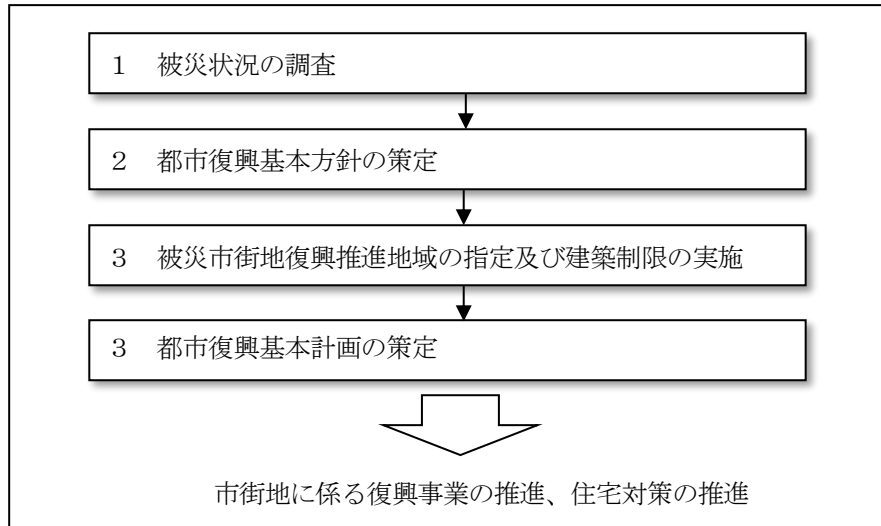 １　被災状況の調査
２　都市復興基本方針の策定
３　被災市街地復興推進地域の指定及び建築制限の実施
３　都市復興基本計画の策定
市街地に係る復興事業の推進、住宅対策の推進